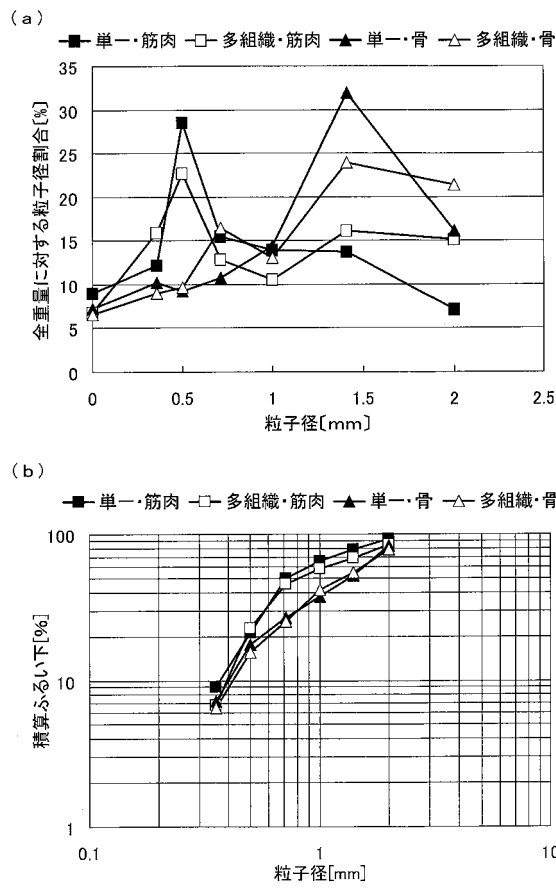 (a)
単一・筋肉 多組織・筋肉 単一・骨 多組織・骨
全重量に対する粒子径割合[%]
35
30
25
20
15
10
5
0
0 0.5 1 1.5 2 2.5
粒子径[mm]
(b)
単一・筋肉 多組織・筋肉 単一・骨 多組織・骨
積算ふるい下[%]
100
10
1
0.1 1 10
粒子径[mm]